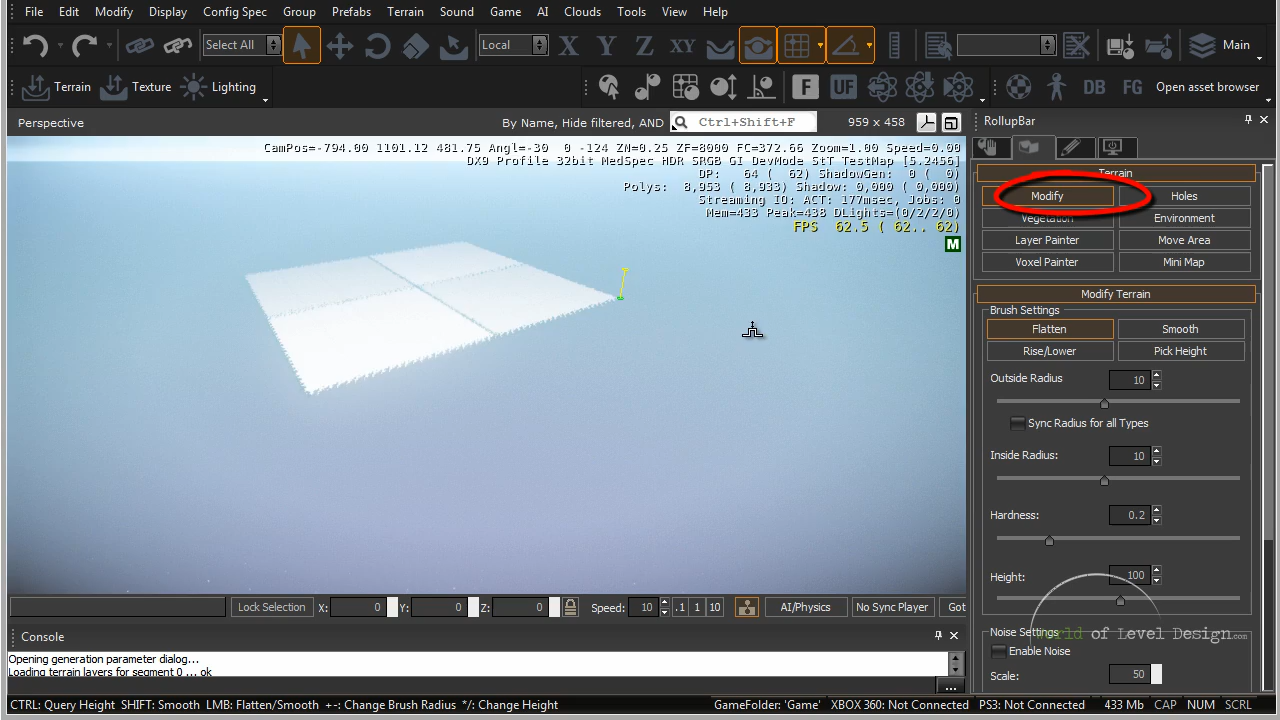 File Edit Modify Display Config Spec Group Prefabs Terrain Sound Game AI Clouds Tools View Help
Select All Local X Y Z XY Main
Terrain Texture Lighting F UF DB FG Open asset browser
Perspective By Name, Hide filtered, AND Ctrl+Shift+F 959 x 458
RollupBar
CamPos=-794.00 1101.12 481.75 Angl=-30 0 -124 ZN=0.25 ZF=8000 FC=372.66 Zoom=1.00 Speed=0.00
DX9 Profile 32bit MedSpec HDR SRGB GI DevMode StT TestMap [5.2456]
DP: 64 ( 62) ShadowGen: 0 ( 0)
Polys: 8,953 ( 8,933) Shadow: 0,000 ( 0,000)
Streaming IO: ACT: 177msec, Jobs: 0
Mem=433 Peak=438 DLights=(0/2/2/0)
FPS 62.5 ( 62.. 62)
M
Terrain
Modify Holes
Vegetation Environment
Layer Painter Move Area
Voxel Painter Mini Map
Modify Terrain
Brush Settings
Flatten Smooth
Rise/Lower Pick Height
Outside Radius 10
Sync Radius for all Types
Inside Radius: 10
Hardness: 0.2
Height: 100
Noise Settings
World of Level Design.com
Enable Noise
Scale: 50
Lock Selection X: 0 Y: 0 Z: 0 Speed: 10 .1 1 10 AI/Physics No Sync Player Got
Console
Opening generation parameter dialog...
Loading terrain layers for segment 0 ... ok
...
CTRL: Query Height SHIFT: Smooth LMB: Flatten/Smooth +-: Change Brush Radius */: Change Height GameFolder: 'Game' XBOX 360: Not Connected PS3: Not Connected 433 Mb CAP NUM SCRL